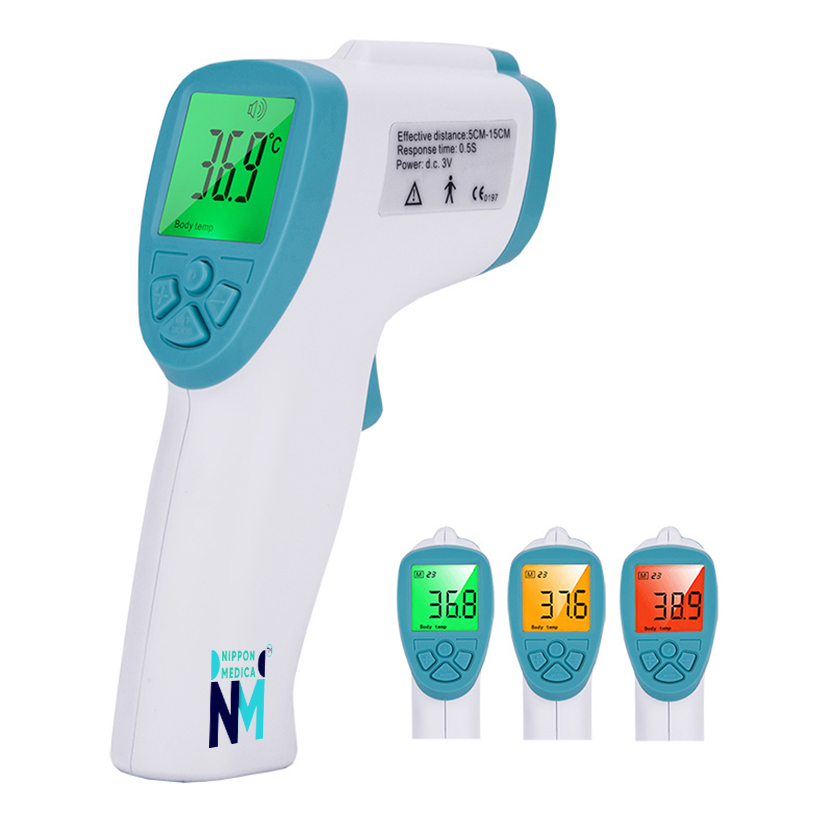 36.9°C
Body temp
Effective distance:5CM-15CM
Response time: 0.5S
Power: d.c. 3V
CE0197
NIPPON
MEDICA
NM
M 23
36.8
Body temp
M 23
37.6
Body temp
M 23
38.9
Body temp